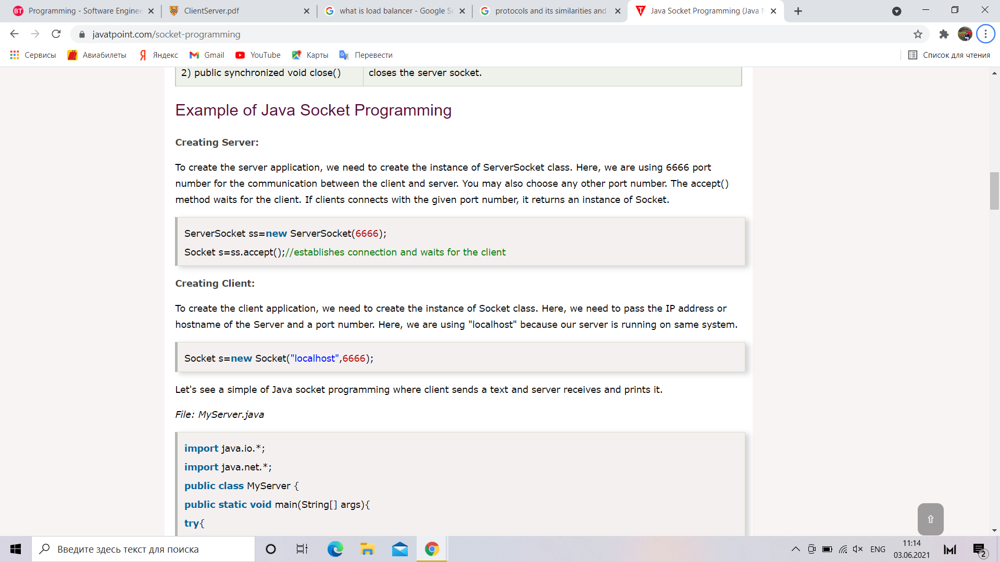 Programming - Software Enginee
ClientServer.pdf
what is load balancer - Google Se
protocols and its similarities and
Java Socket Programming (Java N
javatpoint.com/socket-programming
Сервисы
Авиабилеты
Яндекс
Gmail
YouTube
Карты
Перевести
Список для чтения
2) public synchronized void close() closes the server socket.
Example of Java Socket Programming
Creating Server:
To create the server application, we need to create the instance of ServerSocket class. Here, we are using 6666 port
number for the communication between the client and server. You may also choose any other port number. The accept()
method waits for the client. If clients connects with the given port number, it returns an instance of Socket.
ServerSocket ss=new ServerSocket(6666);
Socket s=ss.accept();//establishes connection and waits for the client
Creating Client:
To create the client application, we need to create the instance of Socket class. Here, we need to pass the IP address or
hostname of the Server and a port number. Here, we are using "localhost" because our server is running on same system.
Socket s=new Socket("localhost",6666);
Let's see a simple of Java socket programming where client sends a text and server receives and prints it.
File: MyServer.java
import java.io.*;
import java.net.*;
public class MyServer {
public static void main(String[] args){
try{
Введите здесь текст для поиска
ENG
11:14
03.06.2021
2